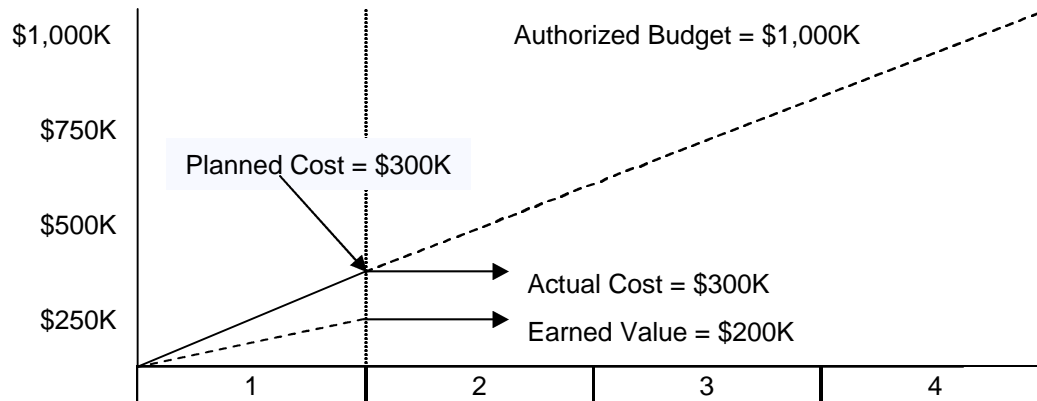 $1,000K
Authorized Budget = $1,000K
$750K
Planned Cost = $300K
$500K
Actual Cost = $300K
$250K
Earned Value = $200K
1 2 3 4